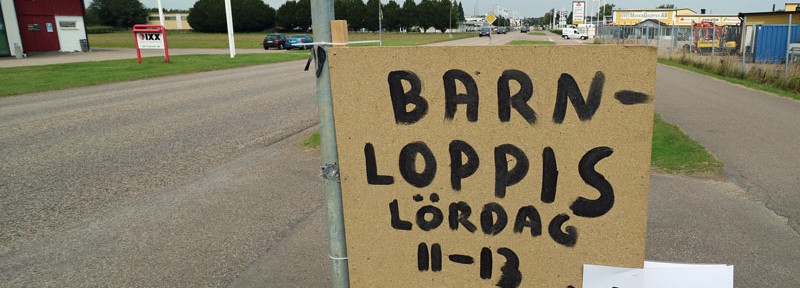 BARN-
LOPPIS
LÖRDAG
11-13